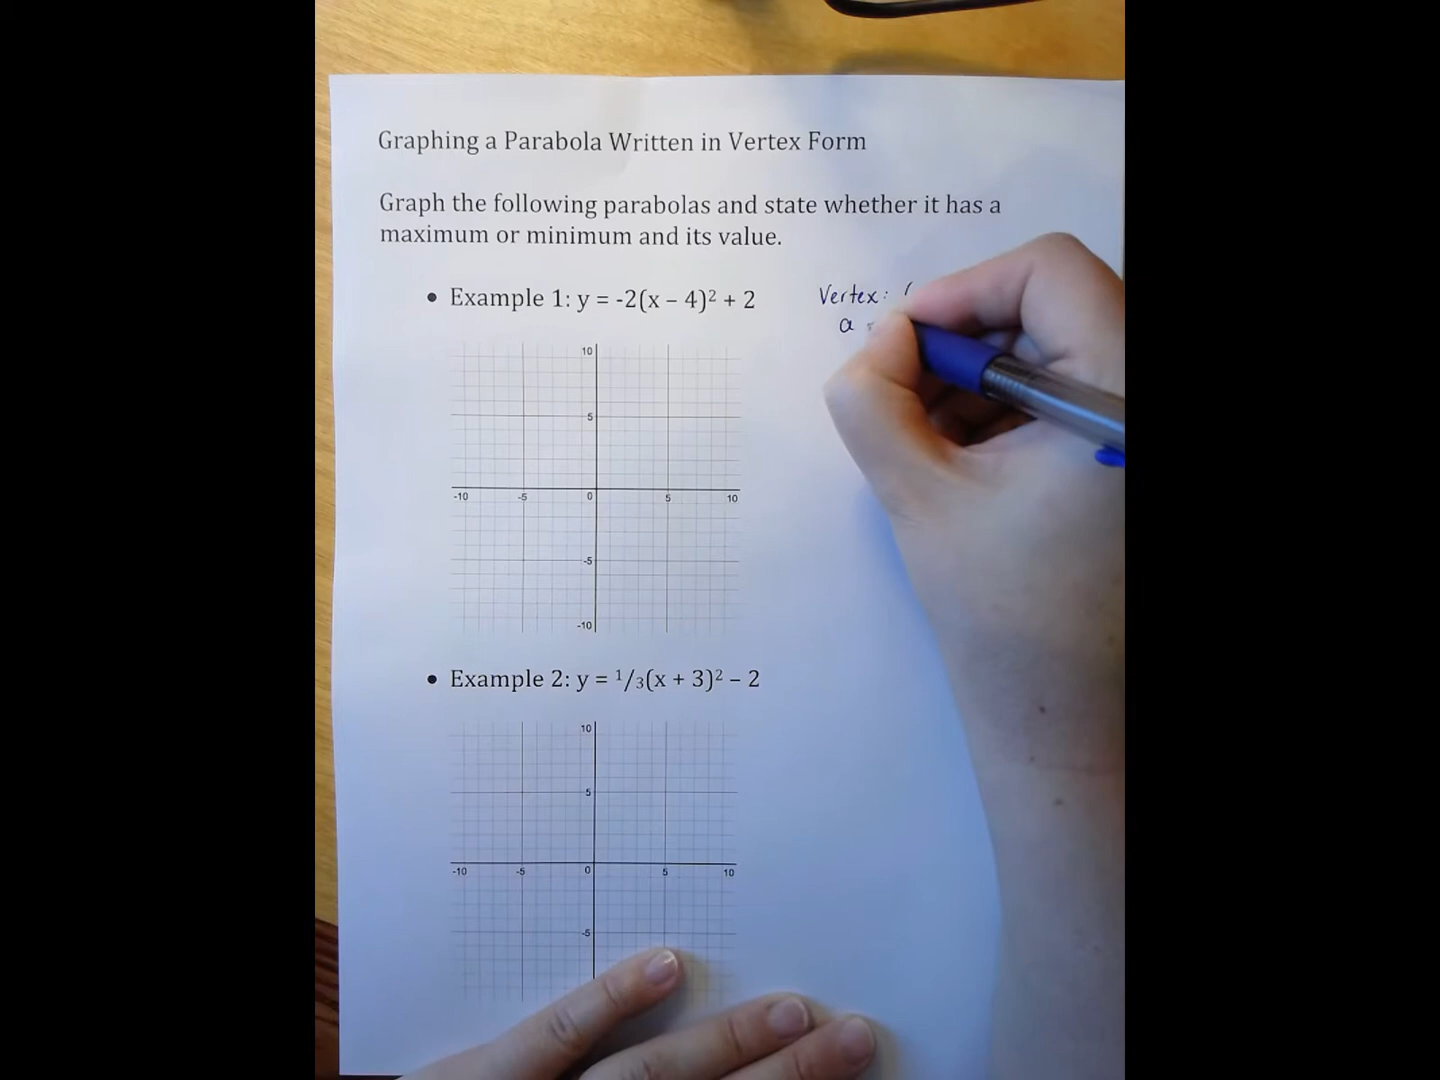 Graphing a Parabola Written in Vertex Form
Graph the following parabolas and state whether it has a
maximum or minimum and its value.
• Example 1: y = -2(x – 4)² + 2
Vertex: (
a =
10
5
-10 -5 0 5 10
-5
-10
• Example 2: y = ¹/₃(x + 3)² – 2
10
5
-10 -5 0 5 10
-5